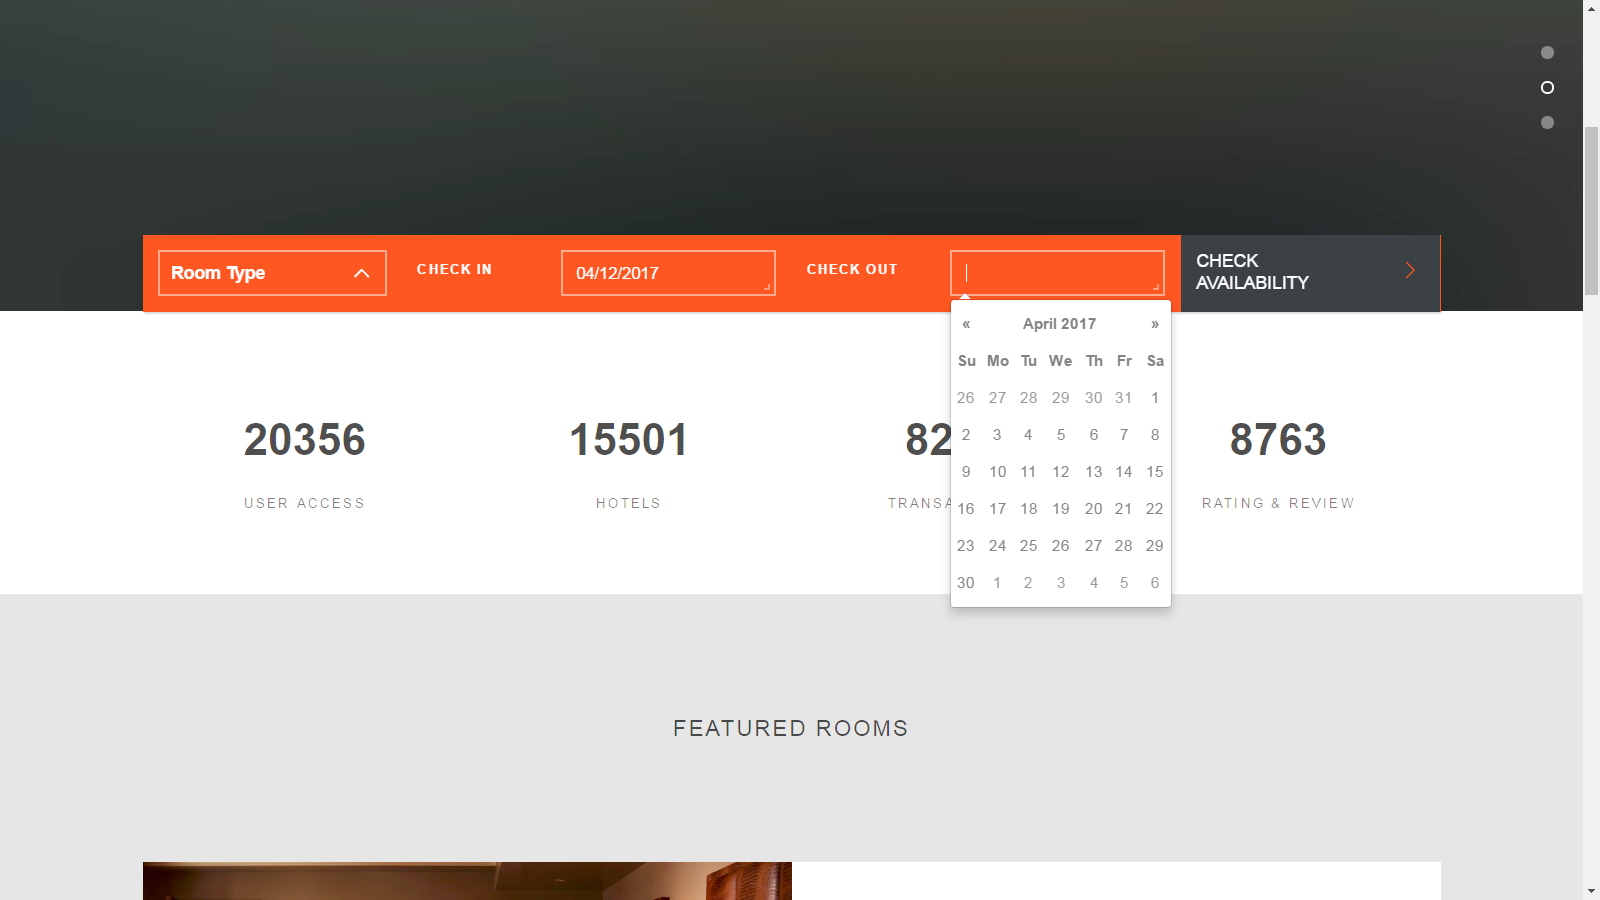 Room Type
CHECK IN
04/12/2017
CHECK OUT
CHECK
AVAILABILITY
« April 2017 »
Su Mo Tu We Th Fr Sa
26 27 28 29 30 31 1
2 3 4 5 6 7 8
9 10 11 12 13 14 15
16 17 18 19 20 21 22
23 24 25 26 27 28 29
30 1 2 3 4 5 6
20356
USER ACCESS
15501
HOTELS
82
TRANSA
8763
RATING & REVIEW
FEATURED ROOMS